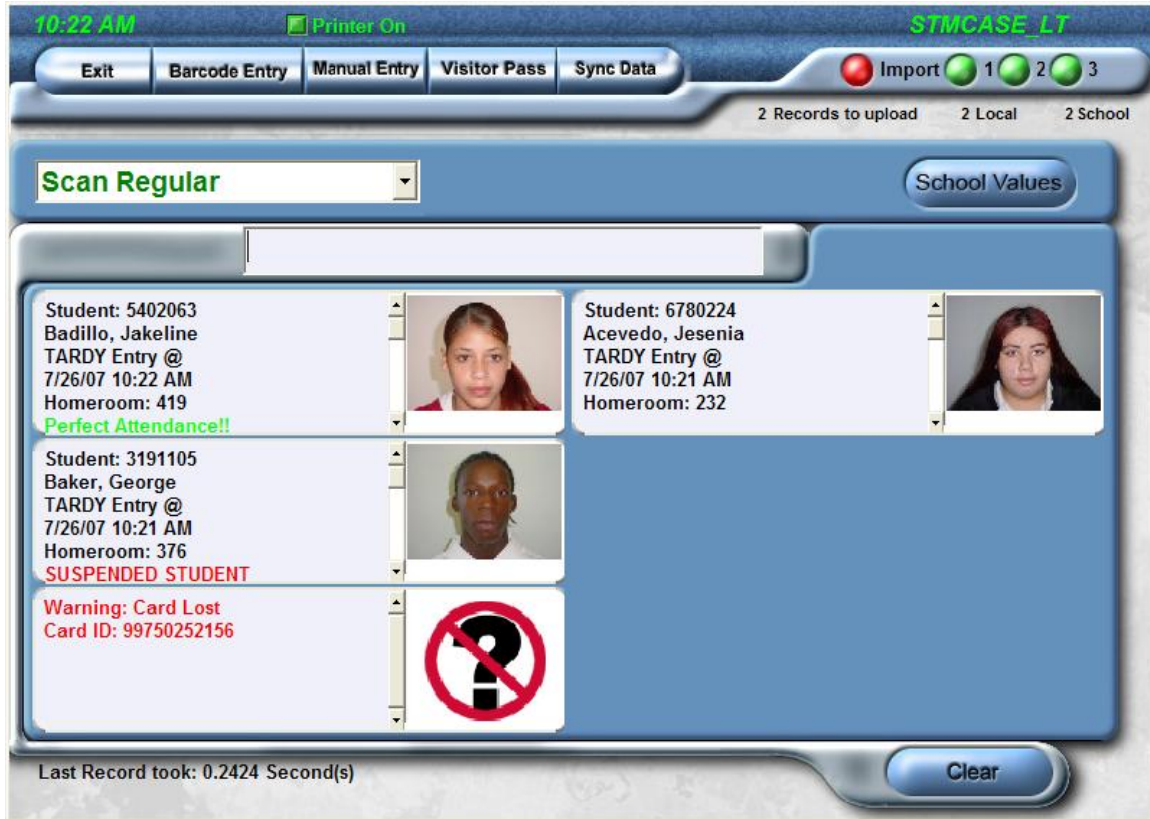 10:22 AM
Printer On
STMCASE_LT
Exit
Barcode Entry
Manual Entry
Visitor Pass
Sync Data
Import 1 2 3
2 Records to upload
2 Local
2 School
Scan Regular
School Values
Student: 5402063
Badillo, Jakeline
TARDY Entry @
7/26/07 10:22 AM
Homeroom: 419
Perfect Attendance!!
Student: 6780224
Acevedo, Jesenia
TARDY Entry @
7/26/07 10:21 AM
Homeroom: 232
Student: 3191105
Baker, George
TARDY Entry @
7/26/07 10:21 AM
Homeroom: 376
SUSPENDED STUDENT
Warning: Card Lost
Card ID: 99750252156
?
Last Record took: 0.2424 Second(s)
Clear